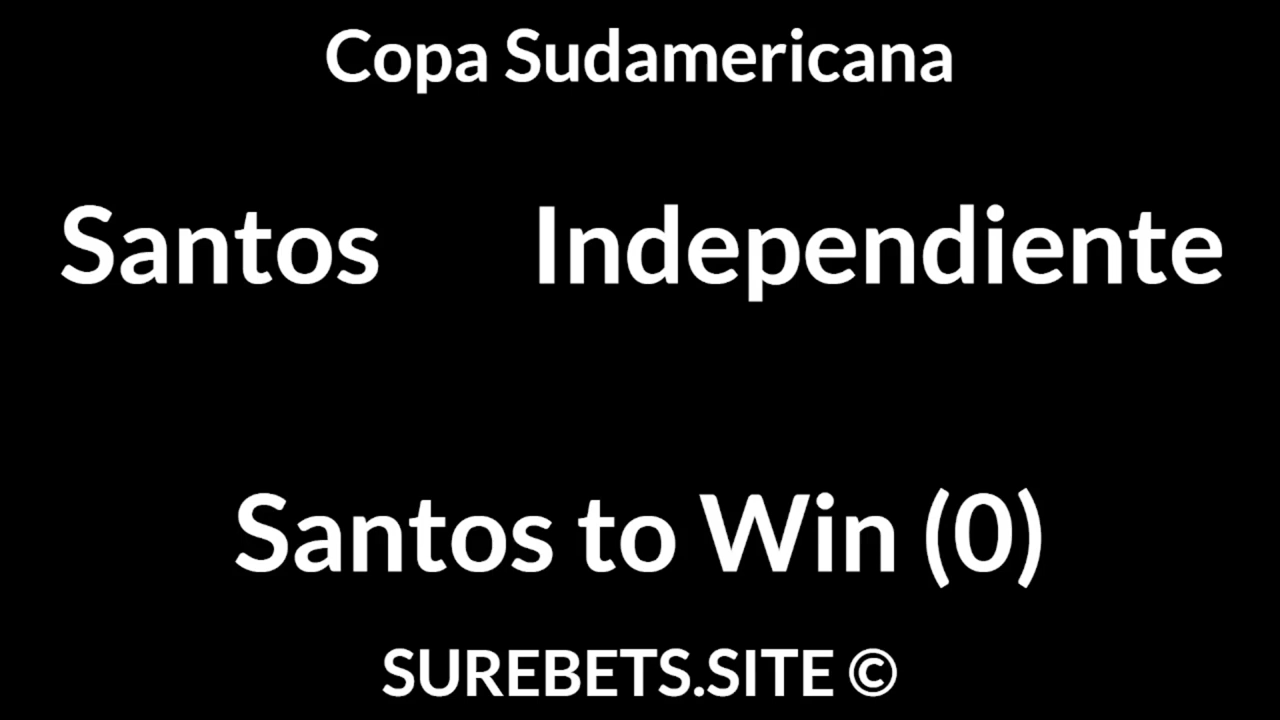 Copa Sudamericana
Santos Independiente
Santos to Win (0)
SUREBETS.SITE ©